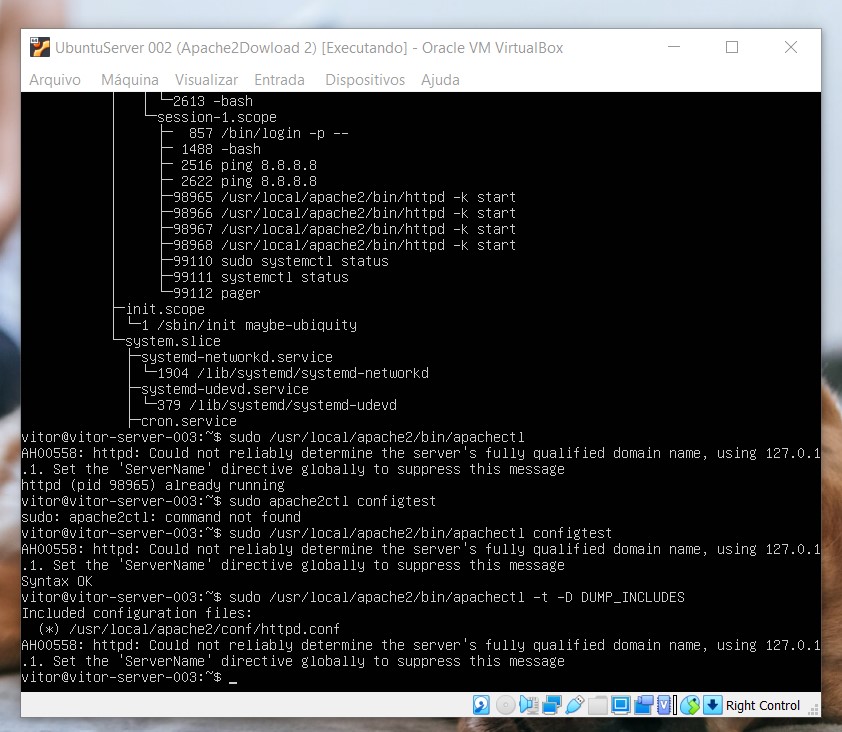 UbuntuServer 002 (Apache2Dowload 2) [Executando] - Oracle VM VirtualBox
Arquivo Máquina Visualizar Entrada Dispositivos Ajuda
│ │ └─2613 -bash
└─session-1.scope
├─ 857 /bin/login -p --
├─ 1488 -bash
├─ 2516 ping 8.8.8.8
├─ 2622 ping 8.8.8.8
├─98965 /usr/local/apache2/bin/httpd -k start
├─98966 /usr/local/apache2/bin/httpd -k start
├─98967 /usr/local/apache2/bin/httpd -k start
├─98968 /usr/local/apache2/bin/httpd -k start
├─99110 sudo systemctl status
├─99111 systemctl status
└─99112 pager
├─init.scope
│ └─1 /sbin/init maybe-ubiquity
└─system.slice
├─systemd-networkd.service
│ └─1904 /lib/systemd/systemd-networkd
├─systemd-udevd.service
│ └─379 /lib/systemd/systemd-udevd
├─cron.service
vitor@vitor-server-003:~$ sudo /usr/local/apache2/bin/apachectl
AH00558: httpd: Could not reliably determine the server's fully qualified domain name, using 127.0.1
.1. Set the 'ServerName' directive globally to suppress this message
httpd (pid 98965) already running
vitor@vitor-server-003:~$ sudo apache2ctl configtest
sudo: apache2ctl: command not found
vitor@vitor-server-003:~$ sudo /usr/local/apache2/bin/apachectl configtest
AH00558: httpd: Could not reliably determine the server's fully qualified domain name, using 127.0.1
.1. Set the 'ServerName' directive globally to suppress this message
Syntax OK
vitor@vitor-server-003:~$ sudo /usr/local/apache2/bin/apachectl -t -D DUMP_INCLUDES
Included configuration files:
(*) /usr/local/apache2/conf/httpd.conf
AH00558: httpd: Could not reliably determine the server's fully qualified domain name, using 127.0.1
.1. Set the 'ServerName' directive globally to suppress this message
vitor@vitor-server-003:~$ _
Right Control